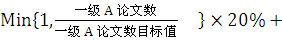 Min{1, 一级 A 论文数 / 一级 A 论文数目标值 } × 20% +